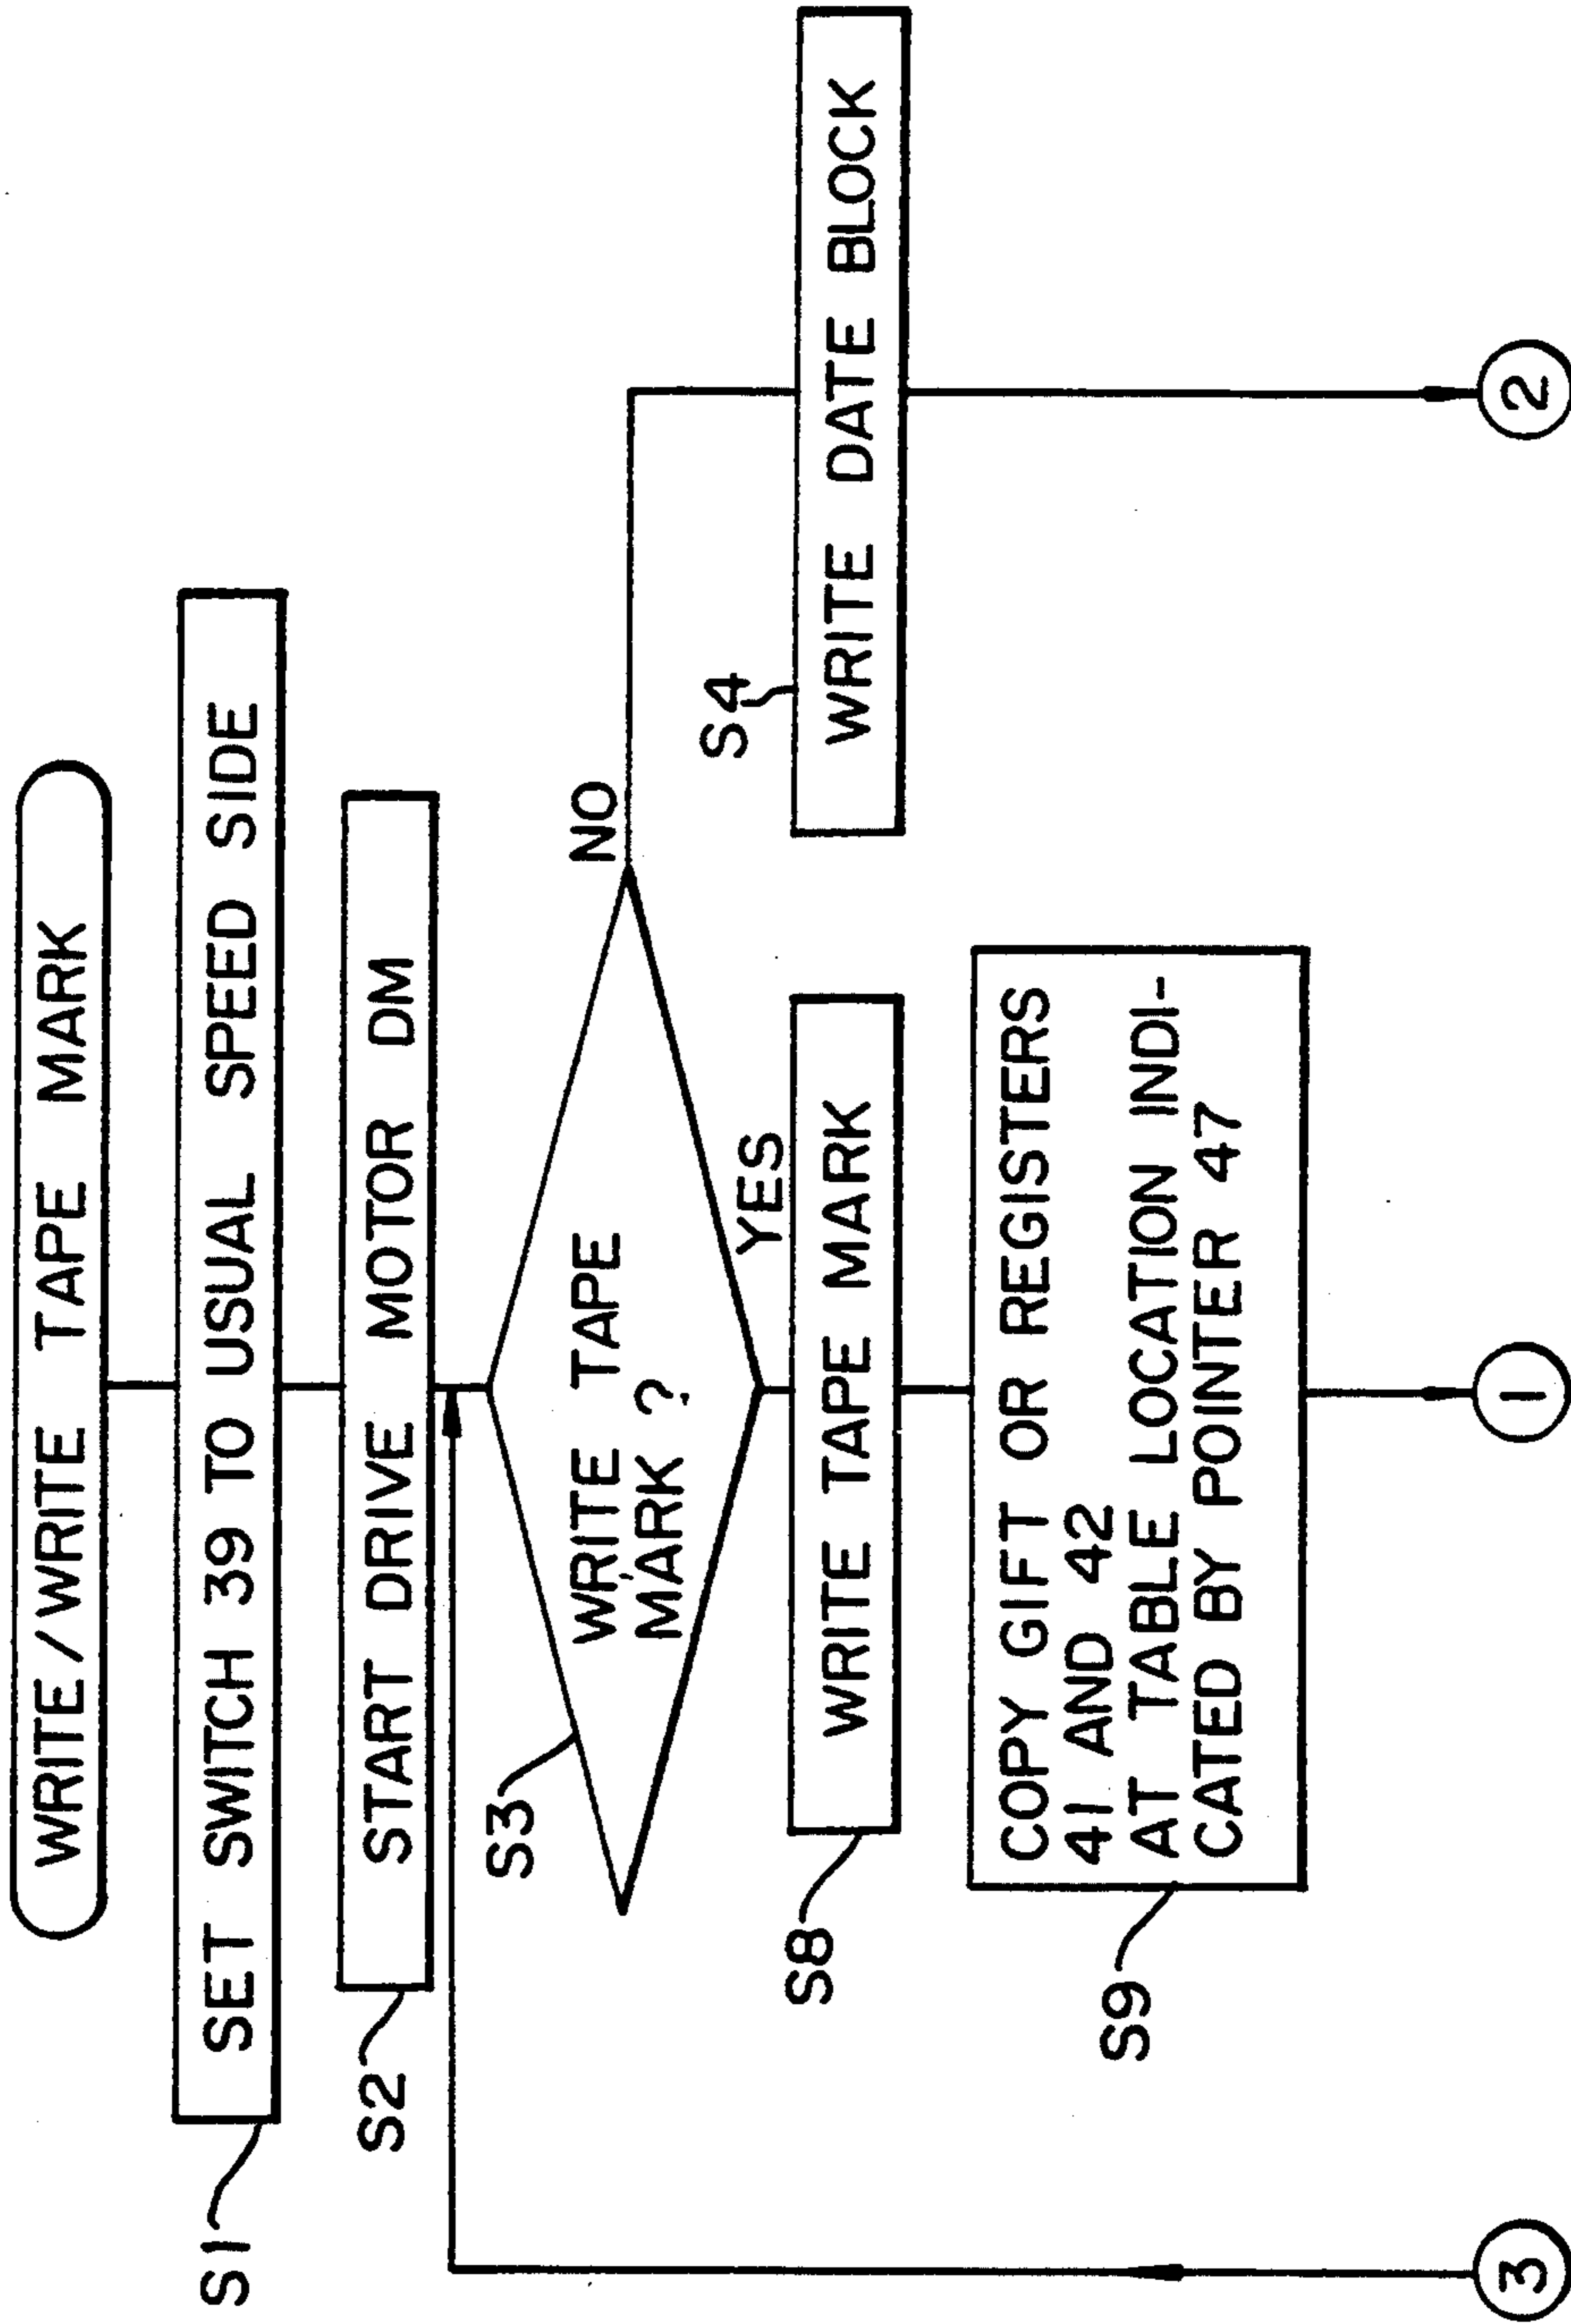 WRITE/WRITE TAPE MARK
S1
SET SWITCH 39 TO USUAL SPEED SIDE
S2
START DRIVE MOTOR DM
S3
WRITE TAPE
MARK ?
NO
YES
S4
WRITE DATE BLOCK
S8
WRITE TAPE MARK
S9
COPY GIFT OR REGISTERS
41 AND 42
AT TABLE LOCATION INDI-
CATED BY POINTER 47
3
1
2